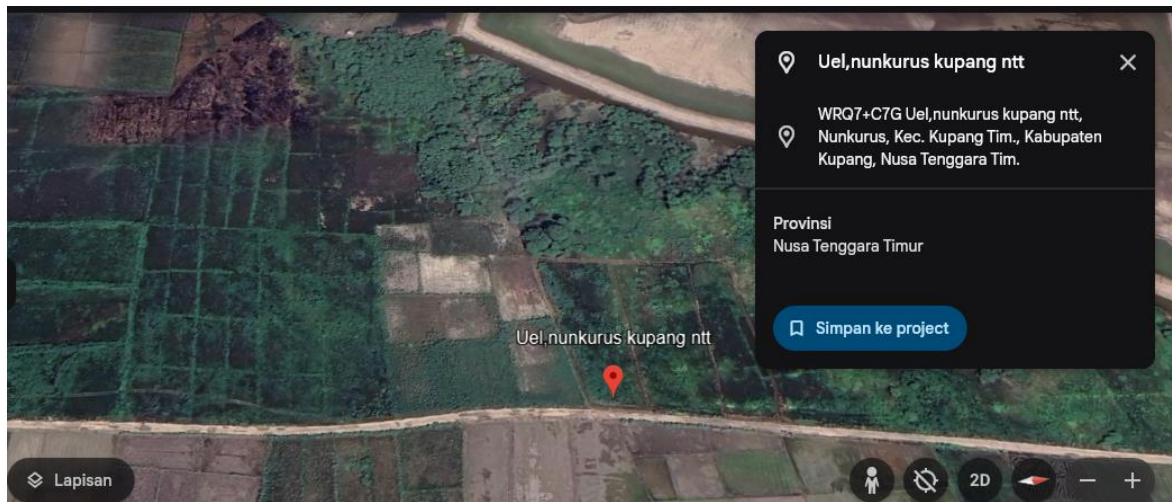 Uel,nunkurus kupang ntt
WRQ7+C7G Uel,nunkurus kupang ntt,
Nunkurus, Kec. Kupang Tim., Kabupaten
Kupang, Nusa Tenggara Tim.
Provinsi
Nusa Tenggara Timur
Simpan ke project
Uel,nunkurus kupang ntt
Lapisan
2D